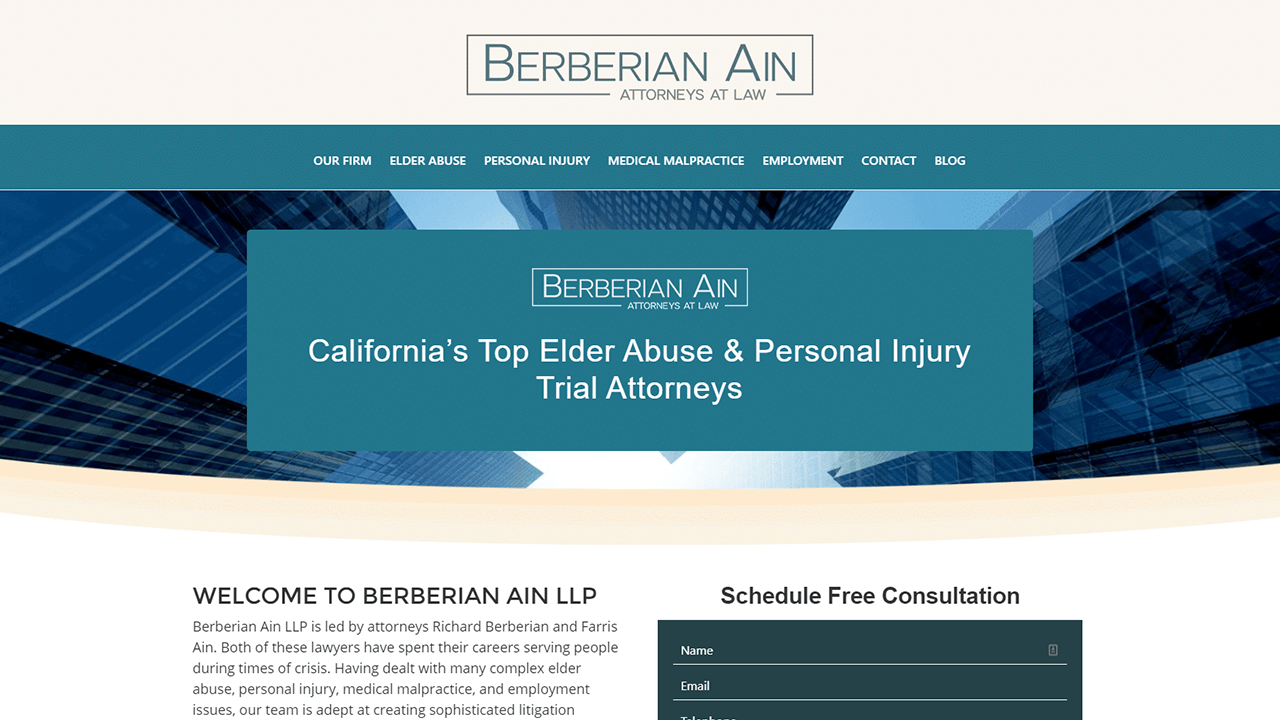 BERBERIAN AIN
ATTORNEYS AT LAW
OUR FIRM ELDER ABUSE PERSONAL INJURY MEDICAL MALPRACTICE EMPLOYMENT CONTACT BLOG
BERBERIAN AIN
ATTORNEYS AT LAW
California’s Top Elder Abuse & Personal Injury
Trial Attorneys
WELCOME TO BERBERIAN AIN LLP
Berberian Ain LLP is led by attorneys Richard Berberian and Farris
Ain. Both of these lawyers have spent their careers serving people
during times of crisis. Having dealt with many complex elder
abuse, personal injury, medical malpractice, and employment
issues, our team is adept at creating sophisticated litigation
Schedule Free Consultation
Name
Email
Telephone